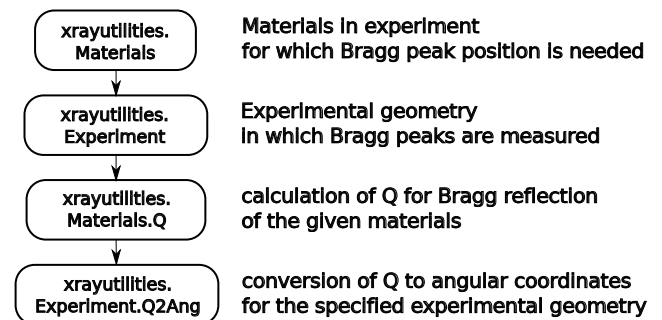 xrayutilities.
Materials
Materials in experiment
for which Bragg peak position is needed
xrayutilities.
Experiment
Experimental geometry
in which Bragg peaks are measured
xrayutilities.
Materials.Q
calculation of Q for Bragg reflection
of the given materials
xrayutilities.
Experiment.Q2Ang
conversion of Q to angular coordinates
for the specified experimental geometry